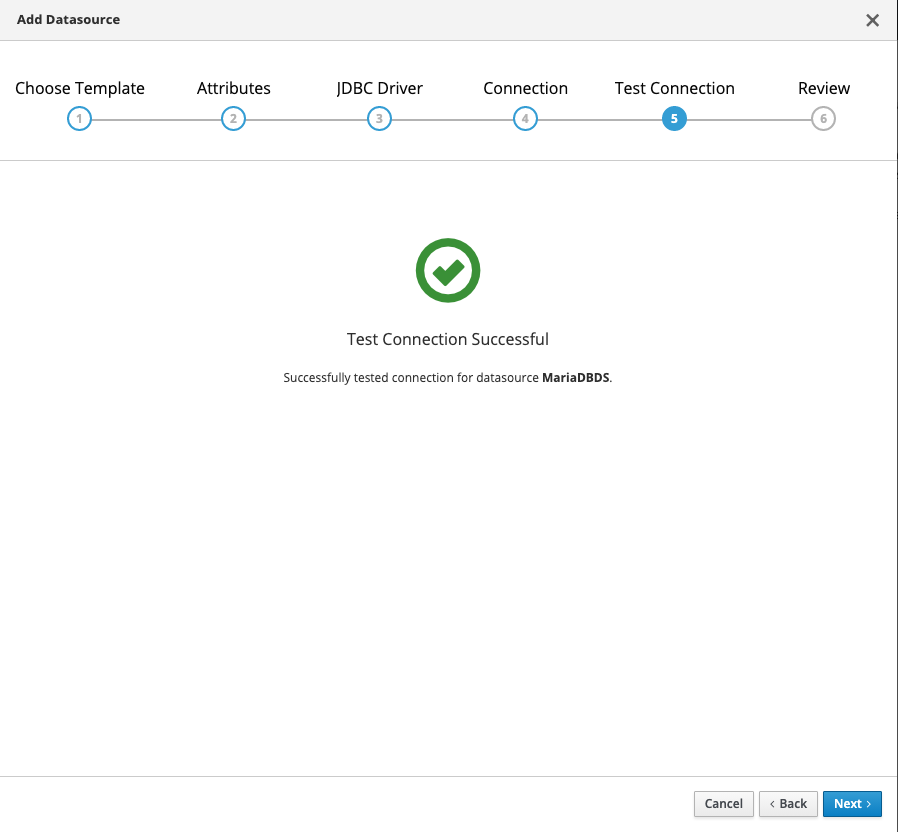 Add Datasource
Choose Template Attributes JDBC Driver Connection Test Connection Review
1 2 3 4 5 6
Test Connection Successful
Successfully tested connection for datasource MariaDBDS.
Cancel ‹ Back Next ›